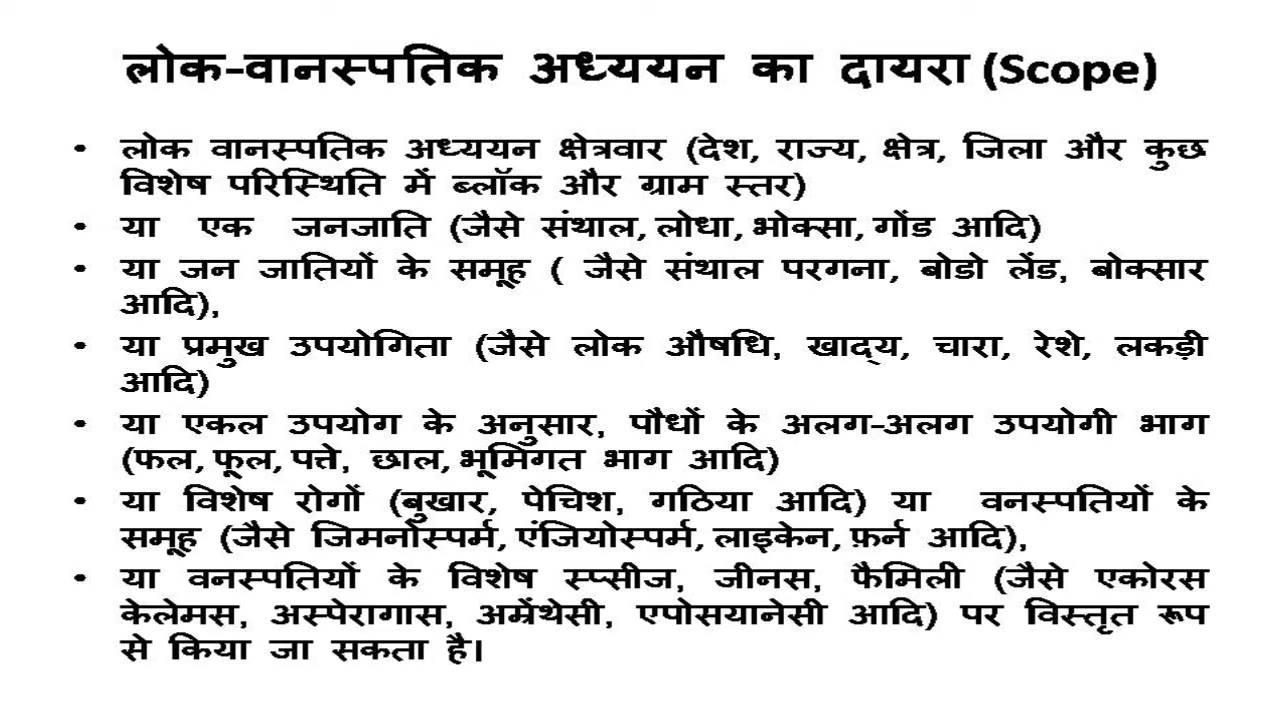 लोक-वानस्पतिक अध्ययन का दायरा (Scope)
• लोक वानस्पतिक अध्ययन क्षेत्रवार (देश, राज्य, क्षेत्र, जिला और कुछ
विशेष परिस्थिति में ब्लॉक और ग्राम स्तर)
• या एक जनजाति (जैसे संथाल, लोधा, भोक्सा, गोंड आदि)
• या जन जातियों के समूह ( जैसे संथाल परगना, बोडो लेंड, बोक्सार
आदि),
• या प्रमुख उपयोगिता (जैसे लोक औषधि, खाद्य, चारा, रेशे, लकड़ी
आदि)
• या एकल उपयोग के अनुसार, पौधों के अलग-अलग उपयोगी भाग
(फल, फूल, पत्ते, छाल, भूमिगत भाग आदि)
• या विशेष रोगों (बुखार, पेचिश, गठिया आदि) या वनस्पतियों के
समूह (जैसे जिमनोस्पर्म, एंजियोस्पर्म, लाइकेन, फ़र्न आदि),
• या वनस्पतियों के विशेष स्प्सीज, जीनस, फैमिली (जैसे एकोरस
केलेमस, अस्पेरागास, अम्रेंथेसी, एपोसयानेसी आदि) पर विस्तृत रूप
से किया जा सकता है।